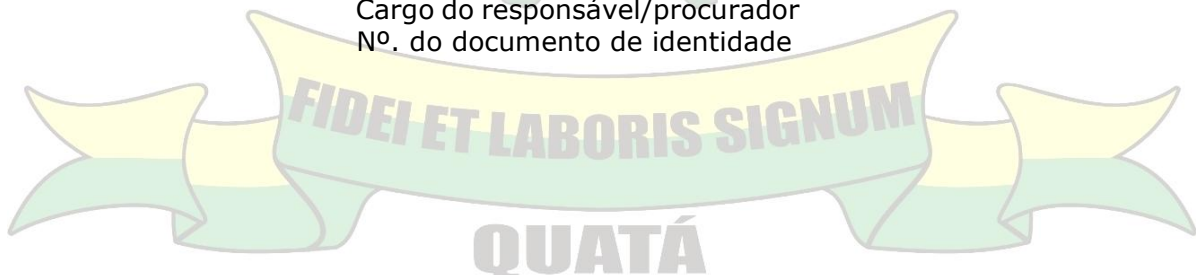 Cargo do responsável/procurador
Nº. do documento de identidade
FIDEI ET LABORIS SIGNUM
QUATÁ